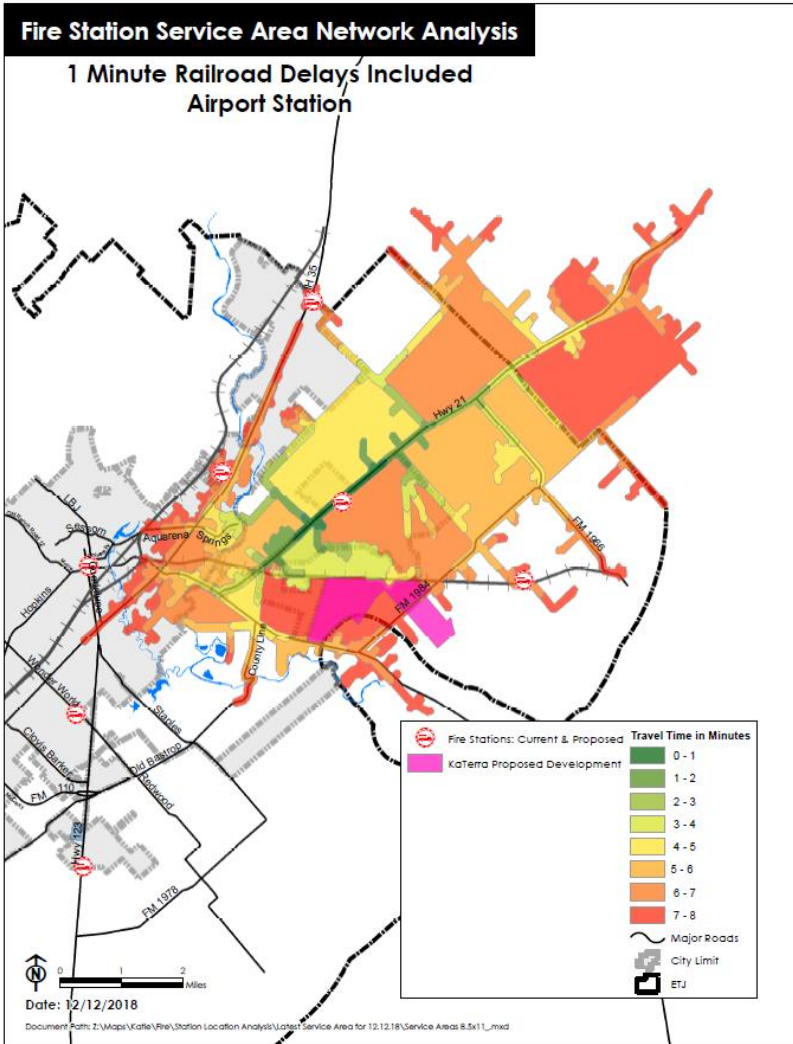 Fire Station Service Area Network Analysis
1 Minute Railroad Delays Included
Airport Station
IH 35
Hwy 21
LBJ
Sessom
Aquarena
Springs
Hopkins
FM 1966
FM 1984
County Line
Wonder World
Staples
Clovis Barker
Old Bastrop
Redwood
FM 110
Hwy 123
FM 1978
Fire Stations: Current & Proposed
KaTerra Proposed Development
Travel Time in Minutes
0 - 1
1 - 2
2 - 3
3 - 4
4 - 5
5 - 6
6 - 7
7 - 8
Major Roads
City Limit
ETJ
N
0 1 2
Miles
Date: 12/12/2018
Document Path: Z:\Maps\Katie\Fire\Station Location Analysis\Latest Service Area for 12.12.18\Service Areas 8.5x11_.mxd